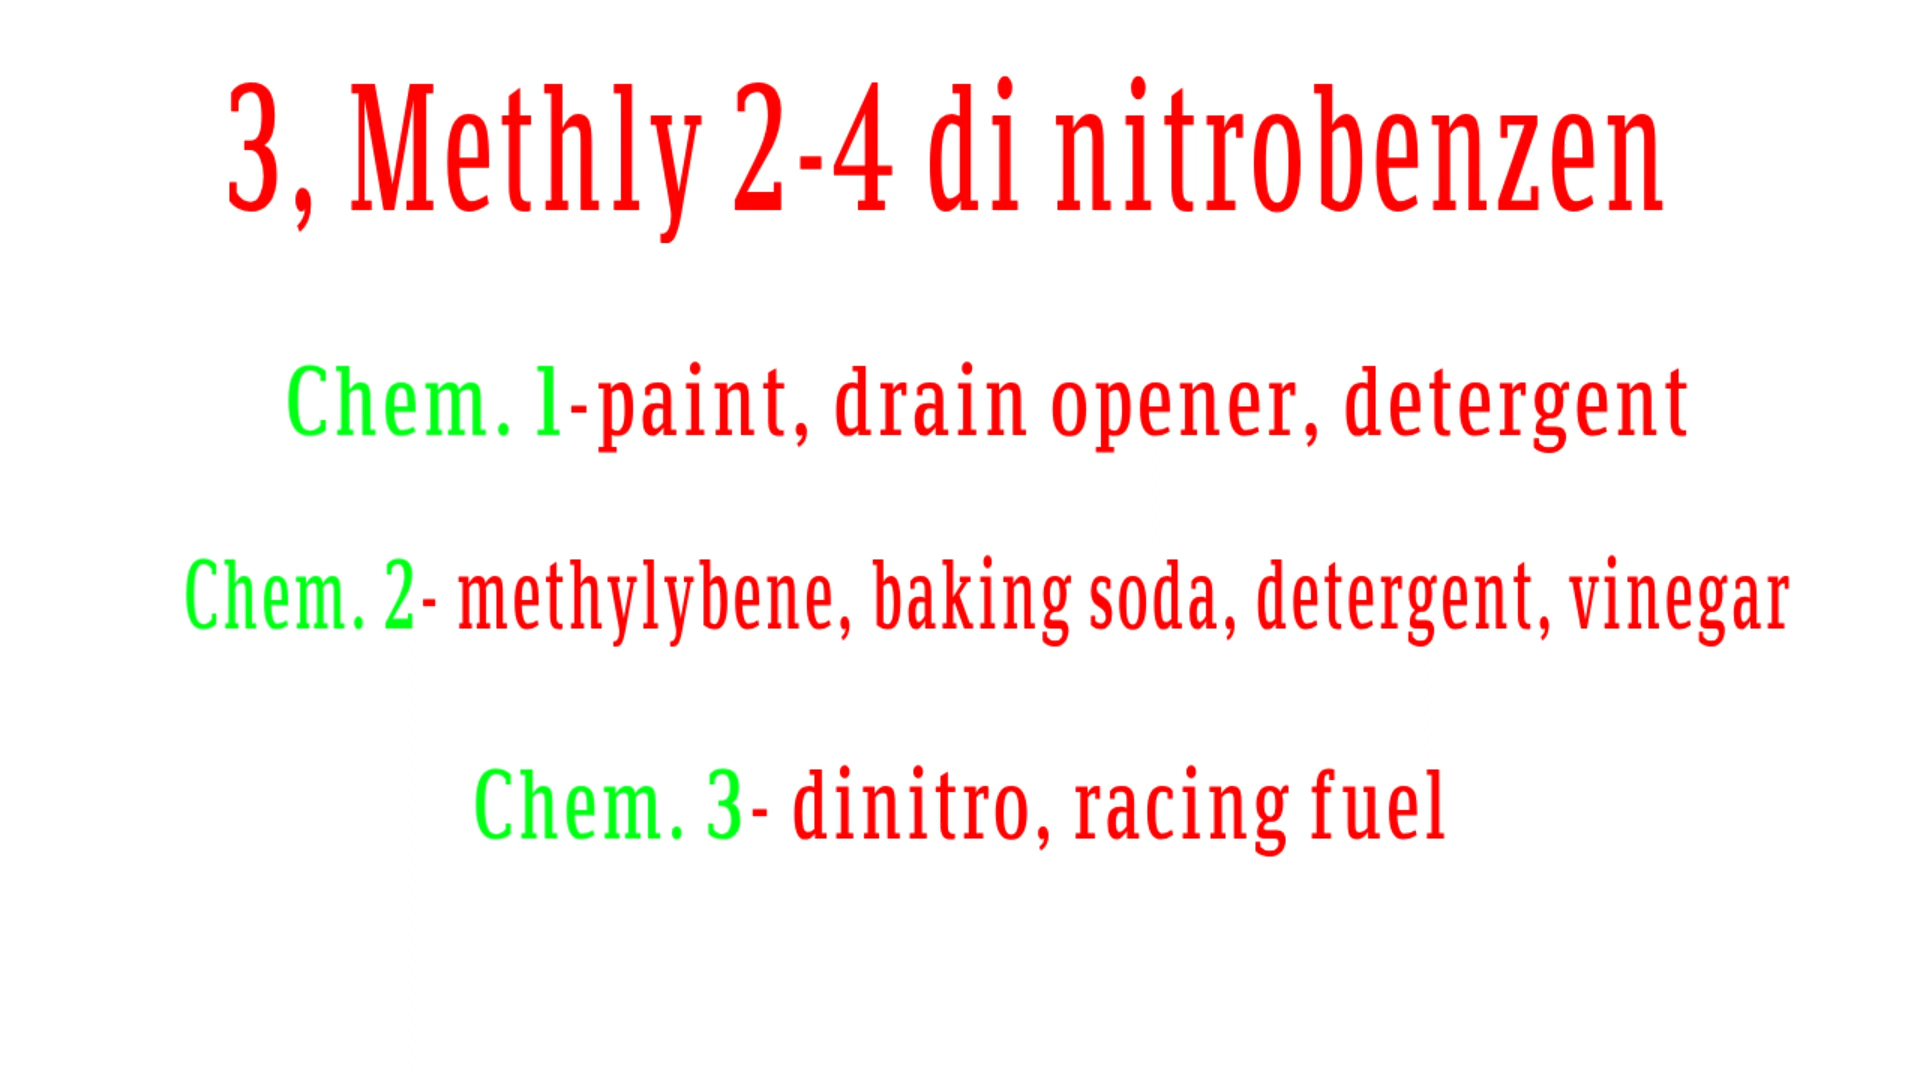 3, Methly 2-4 di nitrobenzen
Chem. 1-paint, drain opener, detergent
Chem. 2- methylybene, baking soda, detergent, vinegar
Chem. 3- dinitro, racing fuel